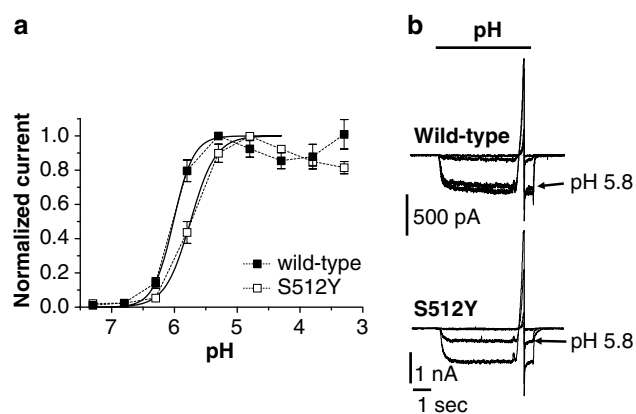 a
Normalized current
1.0
0.8
0.6
0.4
0.2
0.0
7 6 5 4 3
pH
wild-type
S512Y
b
pH
Wild-type
pH 5.8
500 pA
S512Y
pH 5.8
1 nA
1 sec